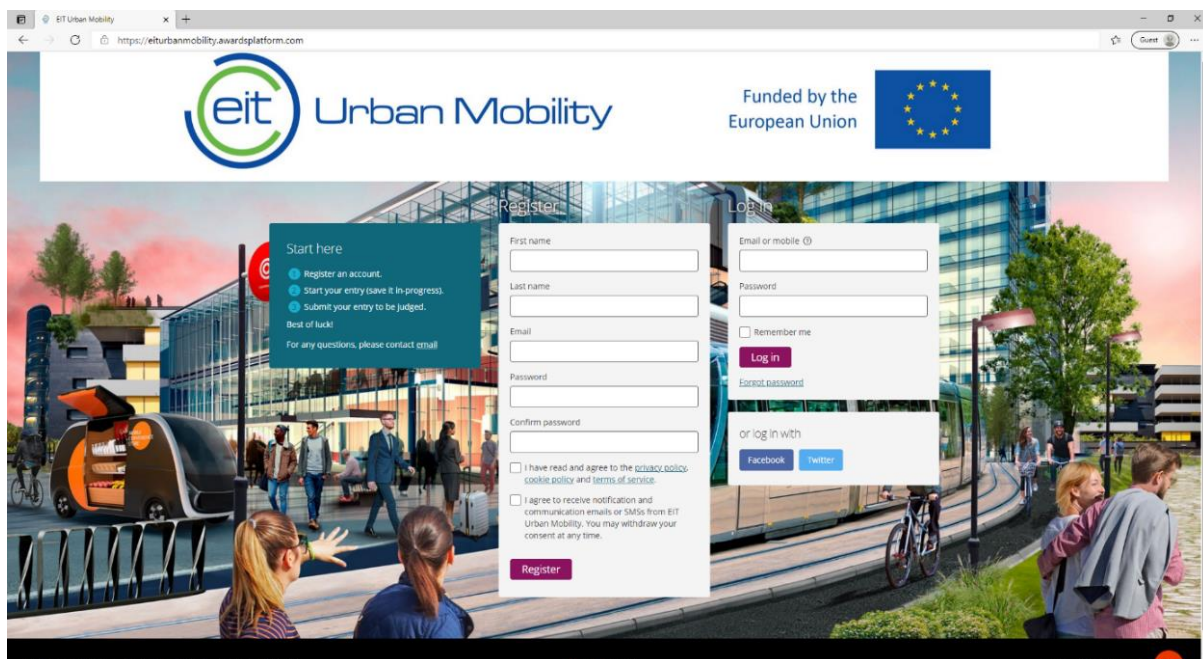 EIT Urban Mobility
https://eiturbanmobility.awardsplatform.com
Guest
eit Urban Mobility
Funded by the
European Union
Start here
1 Register an account.
2 Start your entry (save it in-progress).
3 Submit your entry to be judged.
Best of luck!
For any questions, please contact email
Register
First name
Last name
Email
Password
Confirm password
I have read and agree to the privacy policy,
cookie policy and terms of service.
I agree to receive notification and
communication emails or SMSs from EIT
Urban Mobility. You may withdraw your
consent at any time.
Register
Log in
Email or mobile
Password
Remember me
Log in
Forgot password
or log in with
Facebook
Twitter